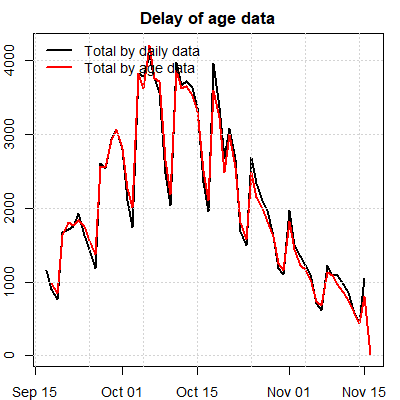 Delay of age data
Total by daily data
Total by age data
4000
3000
2000
1000
0
Sep 15 Oct 01 Oct 15 Nov 01 Nov 15